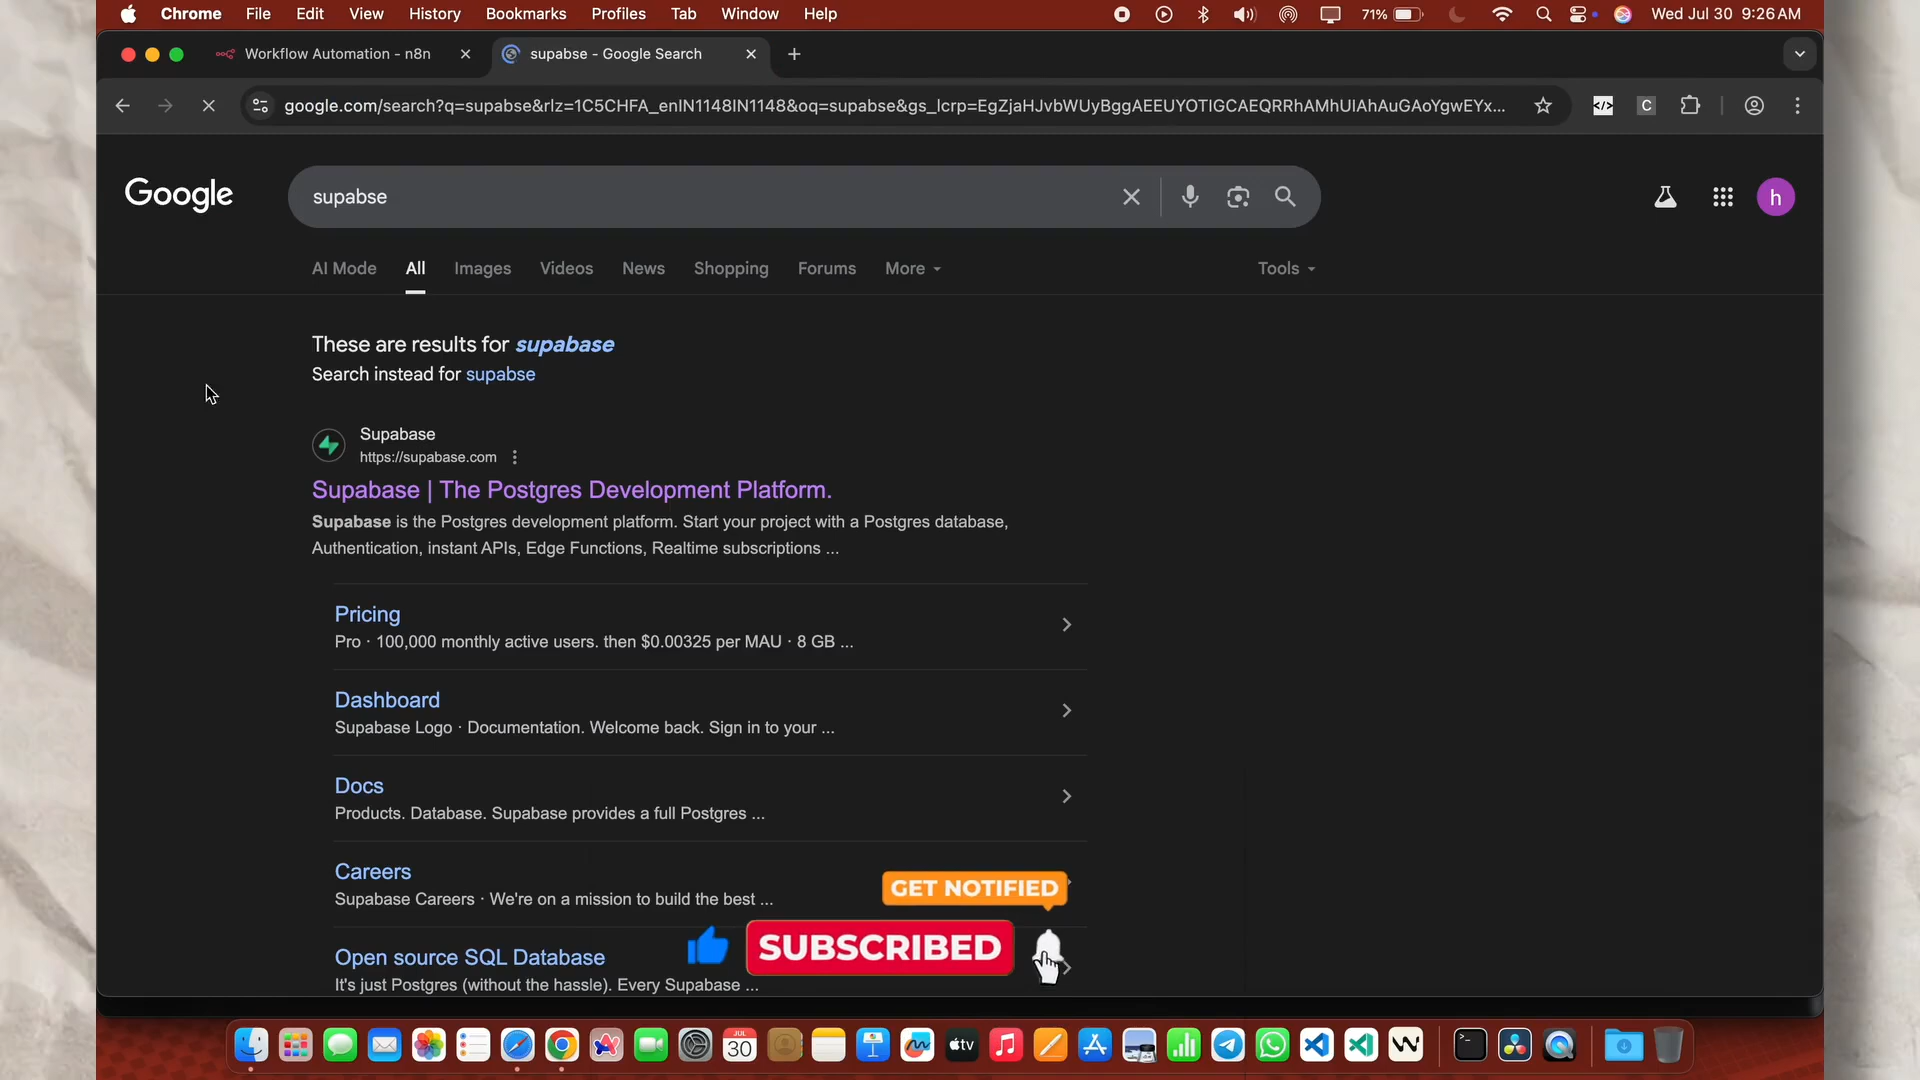 Chrome File Edit View History Bookmarks Profiles Tab Window Help 71% Wed Jul 30 9:26 AM
Workflow Automation - n8n supabse - Google Search
google.com/search?q=supabse&rlz=1C5CHFA_enIN1148IN1148&oq=supabse&gs_lcrp=EgZjaHJvbWUyBggAEEUYOTIGCAEQRRhAMhUIAhAuGAoYgwEYx... C
Google supabse h
AI Mode All Images Videos News Shopping Forums More Tools
These are results for supabase
Search instead for supabse
Supabase
https://supabase.com
Supabase | The Postgres Development Platform.
Supabase is the Postgres development platform. Start your project with a Postgres database,
Authentication, instant APIs, Edge Functions, Realtime subscriptions ...
Pricing
Pro · 100,000 monthly active users. then $0.00325 per MAU · 8 GB ...
Dashboard
Supabase Logo · Documentation. Welcome back. Sign in to your ...
Docs
Products. Database. Supabase provides a full Postgres ...
Careers
Supabase Careers · We're on a mission to build the best ...
GET NOTIFIED
SUBSCRIBED
Open source SQL Database
It's just Postgres (without the hassle). Every Supabase ...
JUL
30
tv